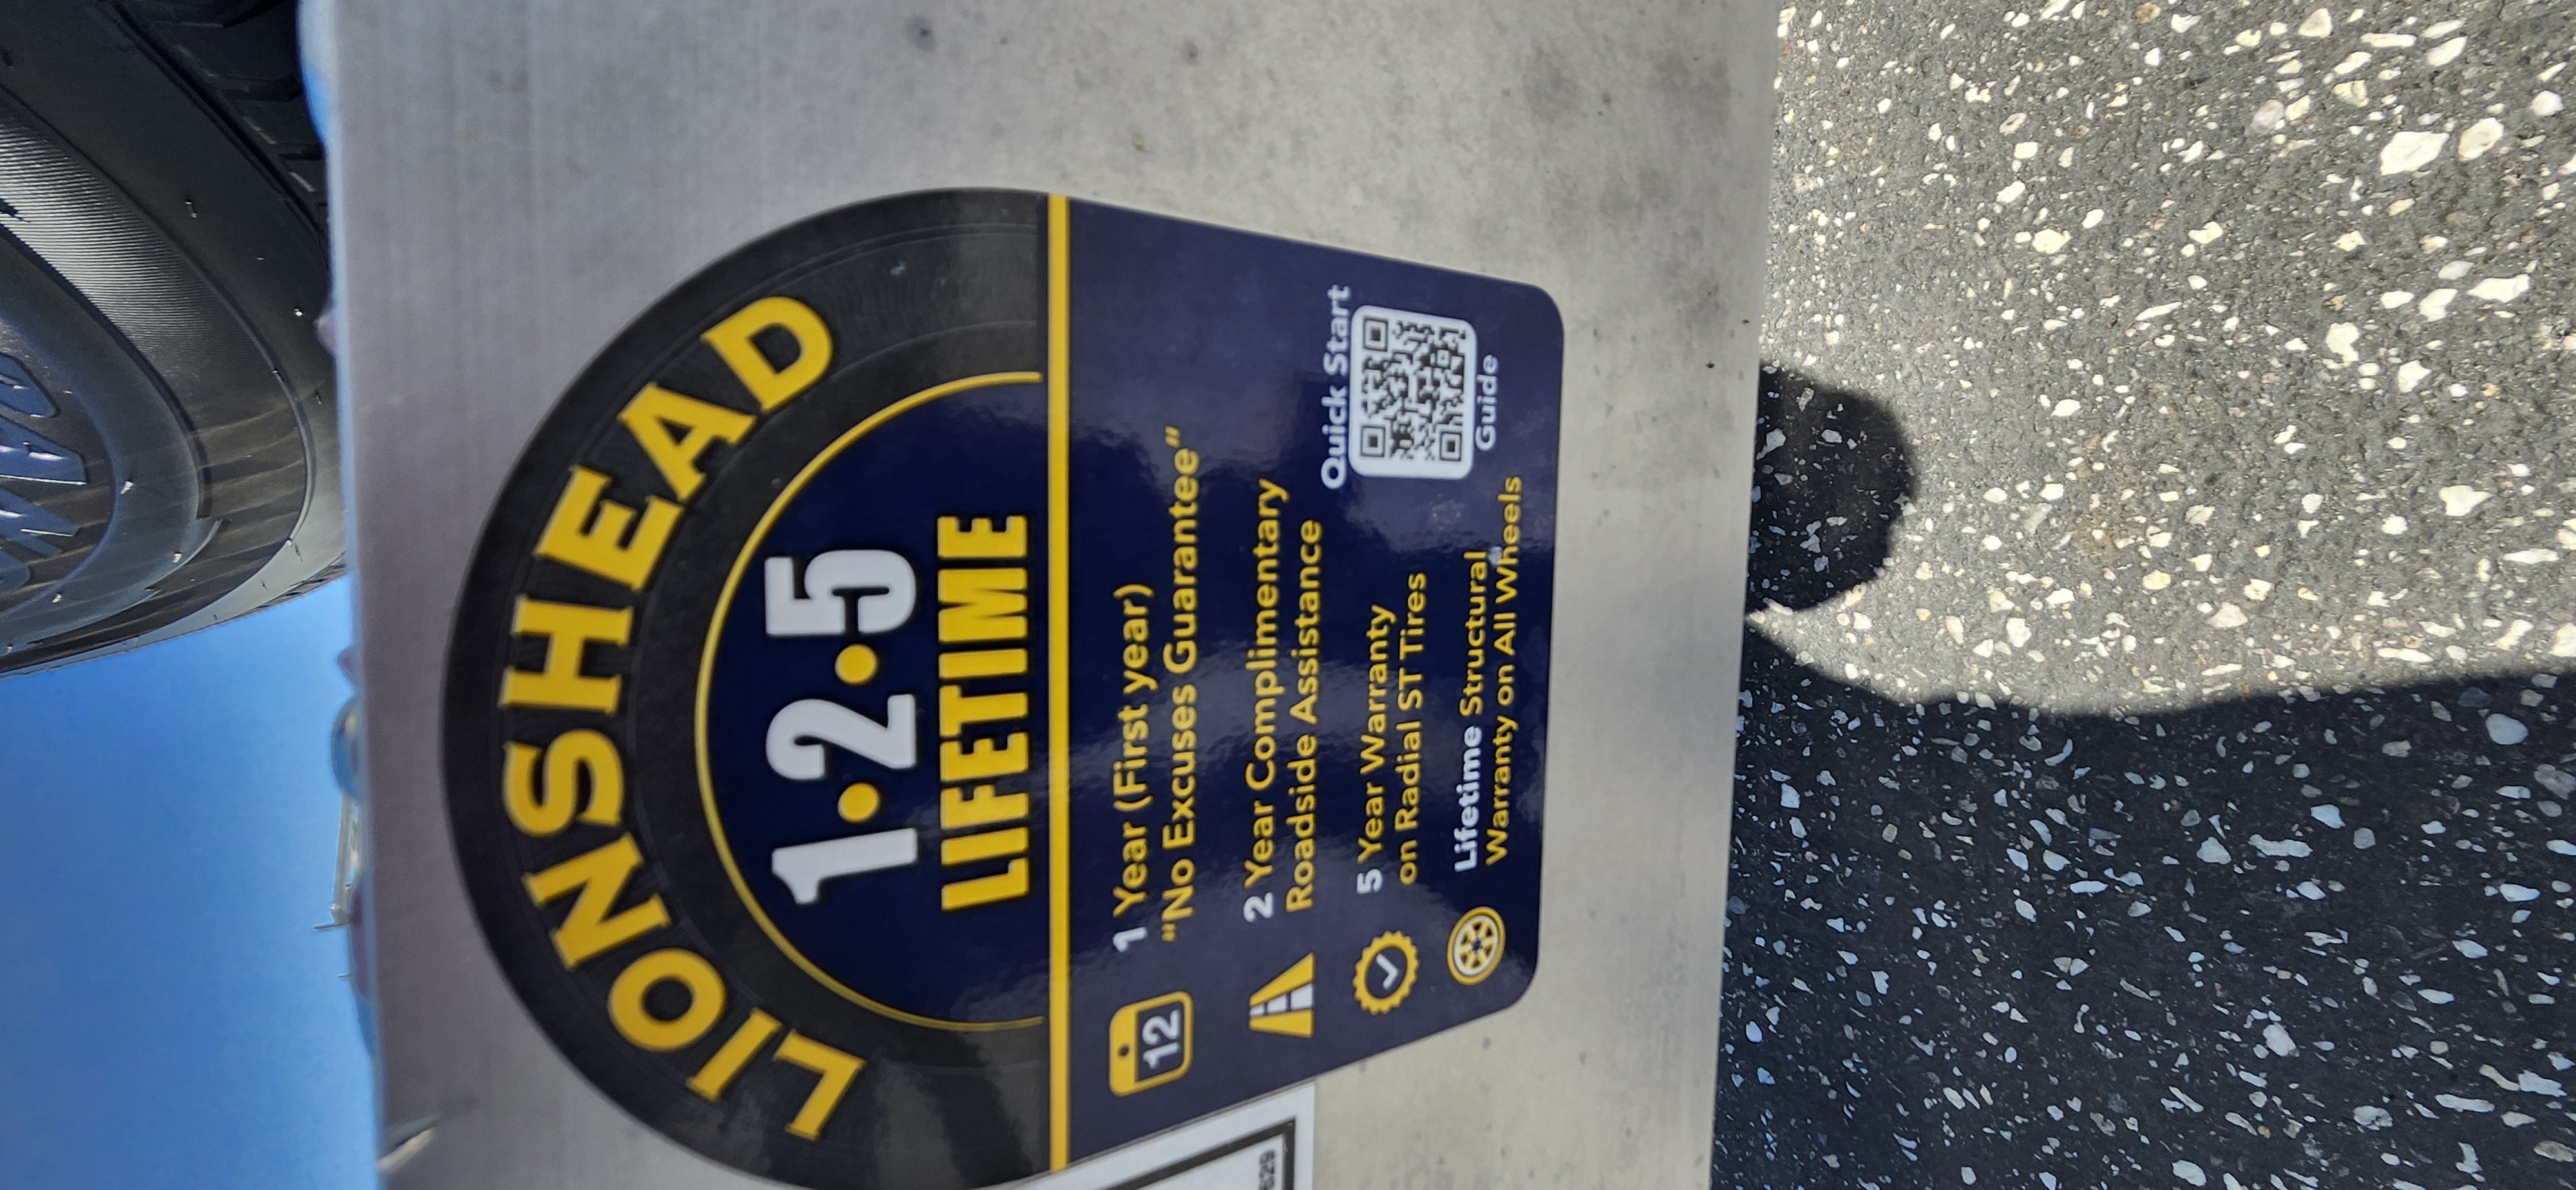 LIONSHEAD
1•2•5
LIFETIME
12
1 Year (First year)
“No Excuses Guarantee”
2 Year Complimentary
Roadside Assistance
5 Year Warranty
on Radial ST Tires
Lifetime Structural
Warranty on All Wheels
Quick Start
Guide